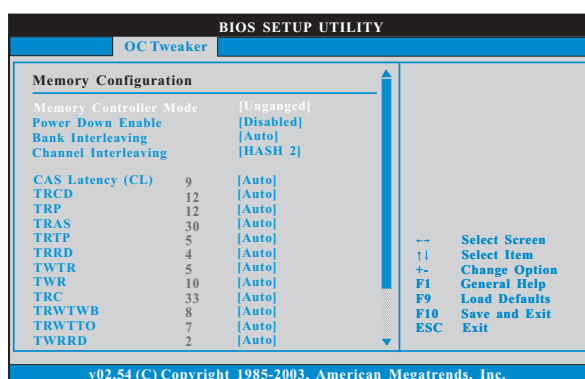 BIOS SETUP UTILITY
OC Tweaker
Memory Configuration
Memory Controller Mode [Unganged]
Power Down Enable [Disabled]
Bank Interleaving [Auto]
Channel Interleaving [HASH 2]
CAS Latency (CL) 9 [Auto]
TRCD 12 [Auto]
TRP 12 [Auto]
TRAS 30 [Auto]
TRTP 5 [Auto]
TRRD 4 [Auto]
TWTR 5 [Auto]
TWR 10 [Auto]
TRC 33 [Auto]
TRWTWB 8 [Auto]
TRWTTO 7 [Auto]
TWRRD 2 [Auto]
←→ Select Screen
↑↓ Select Item
+- Change Option
F1 General Help
F9 Load Defaults
F10 Save and Exit
ESC Exit
v02.54 (C) Copyright 1985-2003, American Megatrends, Inc.